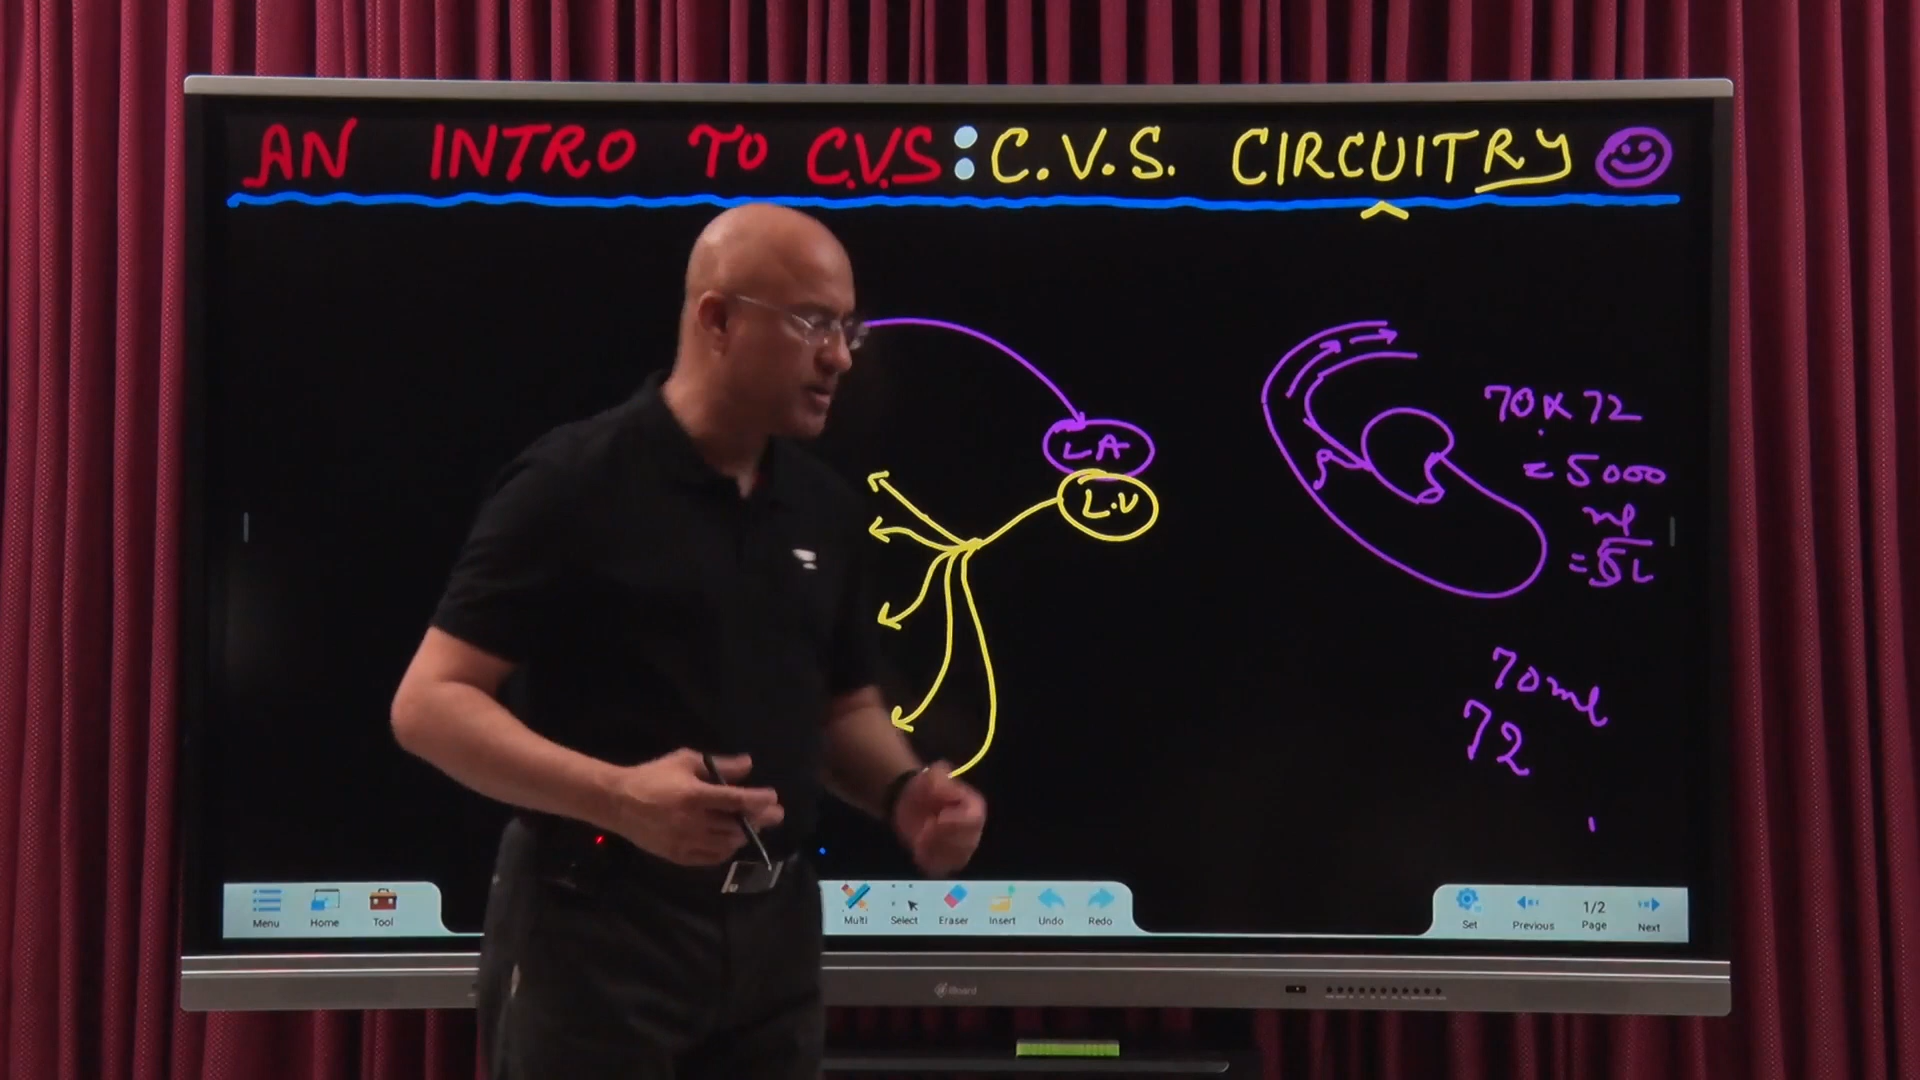 AN INTRO TO C.V.S : C.V.S. CIRCUITRY
LA
L.V
70 x 72
= 5000
ml
= 5L
70ml
72
Menu
Home
Tool
Multi
Select
Eraser
Insert
Undo
Redo
Set
Previous
1/2
Page
Next